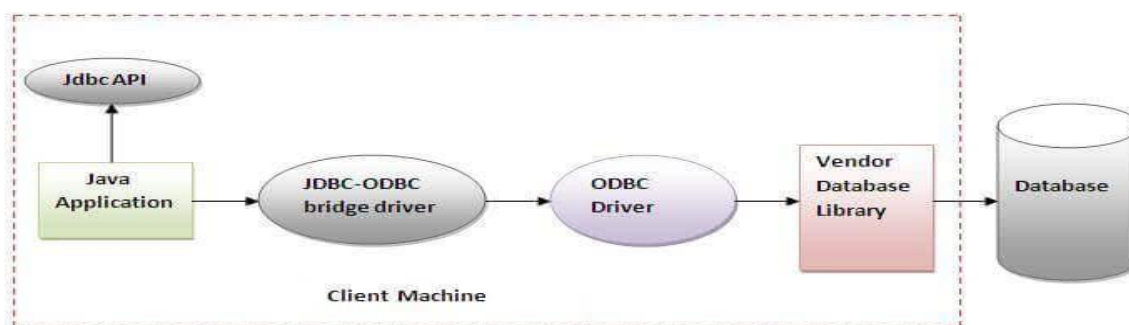 Jdbc API
Java
Application
JDBC-ODBC
bridge driver
ODBC
Driver
Vendor
Database
Library
Database
Client Machine